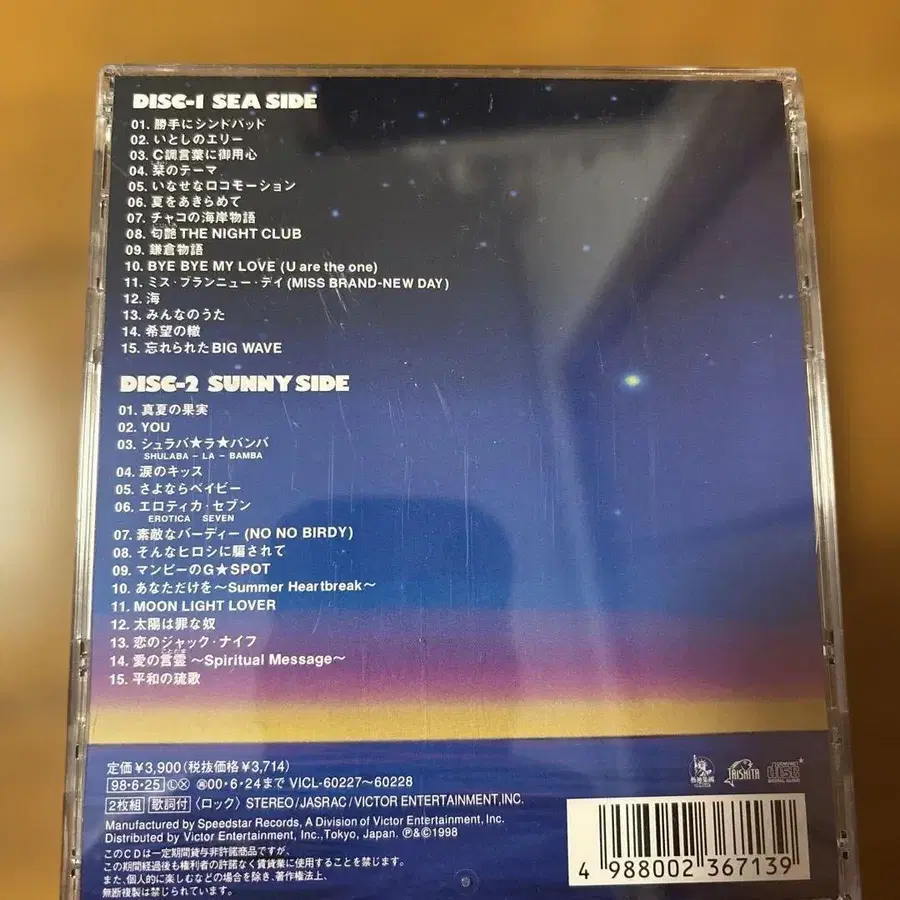 DISC-1 SEA SIDE
01. 勝手にシンドバッド
02. いとしのエリー
03. C調言葉に御用心
04. 栞のテーマ
05. いなせなロコモーション
06. 夏をあきらめて
07. チャコの海岸物語
08. 匂艶 THE NIGHT CLUB
09. 鎌倉物語
10. BYE BYE MY LOVE (U are the one)
11. ミス・ブランニュー・デイ (MISS BRAND-NEW DAY)
12. 海
13. みんなのうた
14. 希望の轍
15. 忘れられた BIG WAVE
DISC-2 SUNNY SIDE
01. 真夏の果実
02. YOU
03. シュラバ★ラ★バンバ
SHULABA - LA - BAMBA
04. 涙のキッス
05. さよならベイビー
06. エロティカ・セブン
EROTICA SEVEN
07. 素敵なバーディー (NO NO BIRDY)
08. そんなヒロシに騙されて
09. マンピーのG★SPOT
10. あなただけを 〜Summer Heartbreak〜
11. MOON LIGHT LOVER
12. 太陽は罪な奴
13. 恋のジャック・ナイフ
14. 愛の言霊 〜Spiritual Message〜
15. 平和の琉歌
定価¥3,900(税抜価格¥3,714)
98・6・25 Ⓛ Ⓧ 再00・6・24まで VICL-60227〜60228
2枚組 歌詞付 〈ロック〉 STEREO/JASRAC/VICTOR ENTERTAINMENT, INC.
Manufactured by Speedstar Records, A Division of Victor Entertainment, Inc.
Distributed by Victor Entertainment, Inc., Tokyo, Japan. ℗&©1998
このCDは一定期間貸与非許諾商品ですが、
この期間経過後も権利者の許諾なく賃貸業に使用することを禁じます。
また、個人的に楽しむなどの場合を除き、著作権法上、
無断複製は禁じられています。
TAISHITA
COMPACT disc DIGITAL AUDIO
4 988002 367139